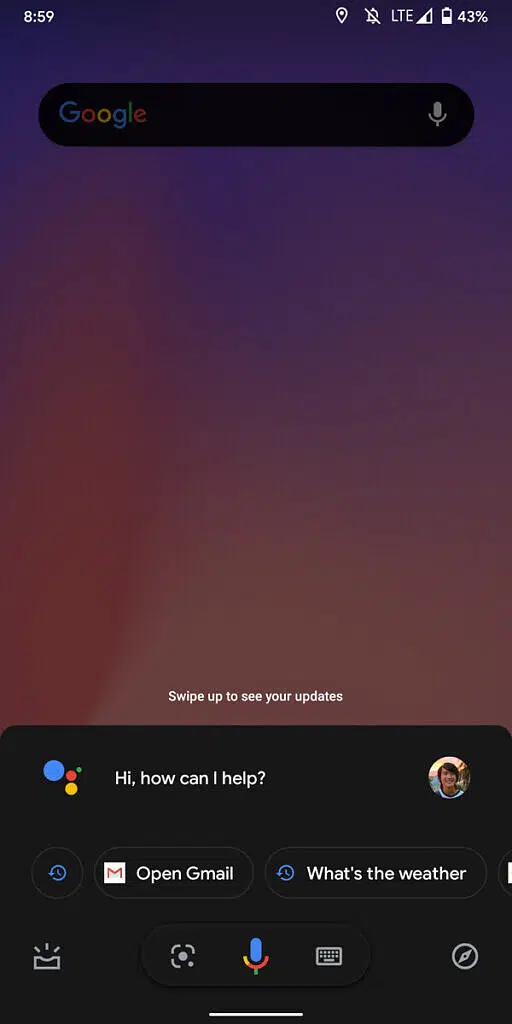 8:59
LTE 43%
Google
Swipe up to see your updates
Hi, how can I help?
Open Gmail
What's the weather